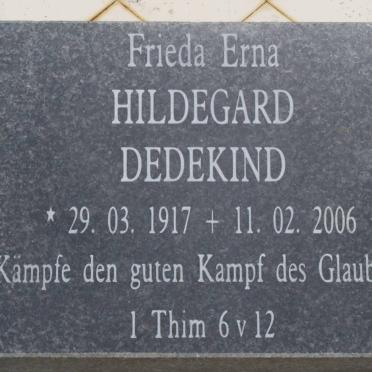 Frieda Erna
HILDEGARD
DEDEKIND
* 29. 03. 1917 + 11. 02. 2006
Kämpfe den guten Kampf des Glaub
1 Thim 6 v 12